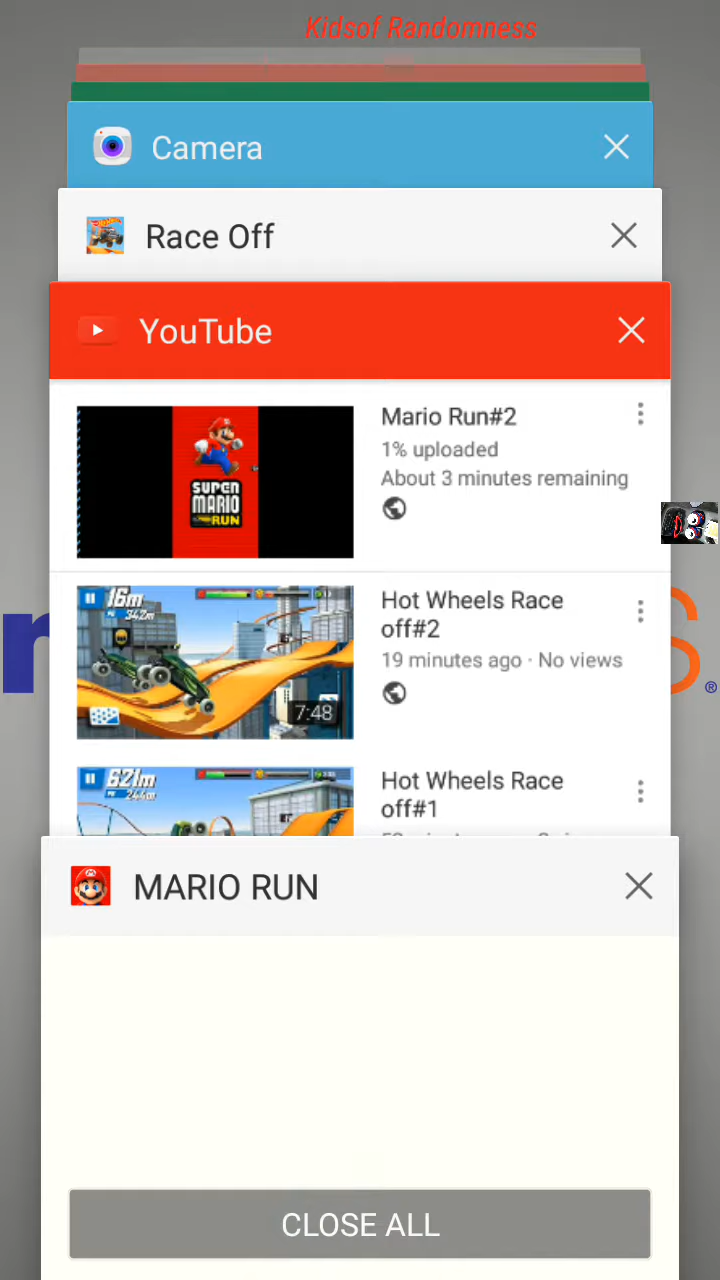 Kidsof Randomness
Camera
Race Off
YouTube
Mario Run#2
1% uploaded
About 3 minutes remaining
SUPER
MARIO
RUN
Hot Wheels Race
off#2
19 minutes ago · No views
16m
342m
7:48
Hot Wheels Race
off#1
621m
n
S
®
MARIO RUN
CLOSE ALL